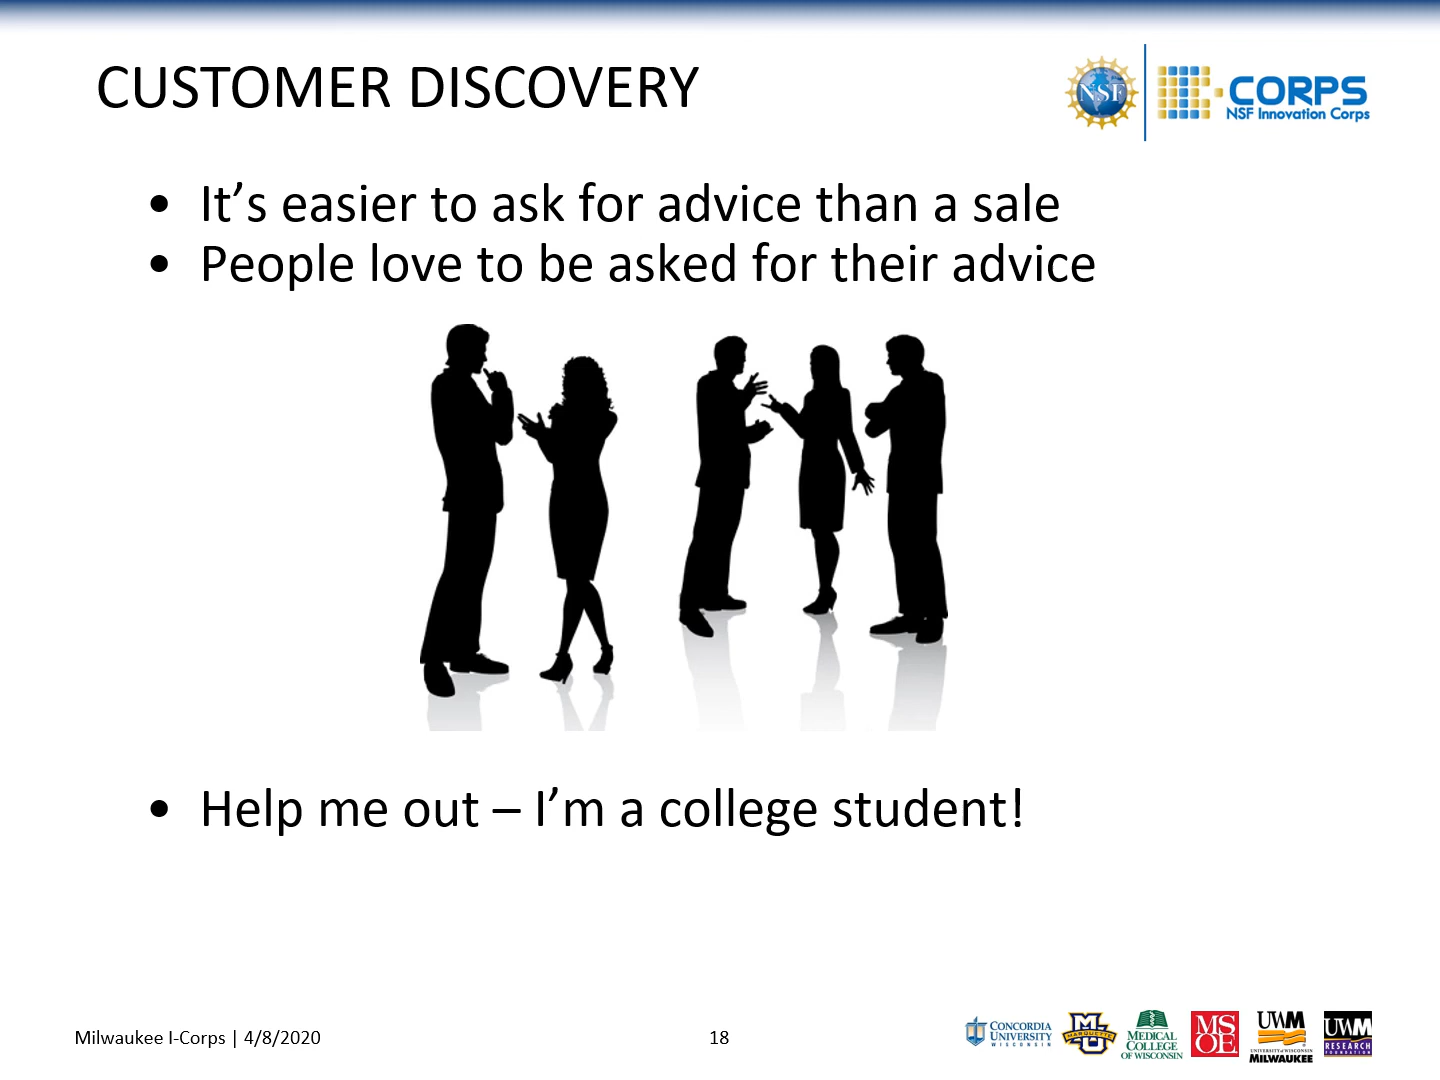 CUSTOMER DISCOVERY
NSF
CORPS
NSF Innovation Corps
• It’s easier to ask for advice than a sale
• People love to be asked for their advice
• Help me out – I’m a college student!
Milwaukee I-Corps | 4/8/2020
18
CONCORDIA
UNIVERSITY
WISCONSIN
MU
MARQUETTE
MEDICAL
COLLEGE
OF WISCONSIN
MS
OE
UWM
UNIVERSITY of WISCONSIN
MILWAUKEE
UWM
RESEARCH
FOUNDATION